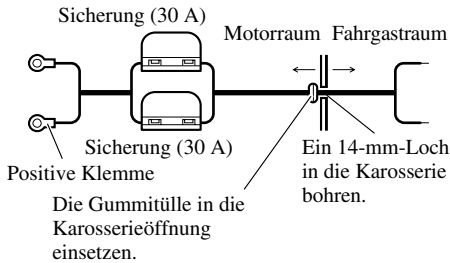 Sicherung (30 A)
Motorraum
Fahrgastraum
Sicherung (30 A)
Positive Klemme
Ein 14-mm-Loch
in die Karosserie
bohren.
Die Gummitülle in die
Karosserieöffnung
einsetzen.